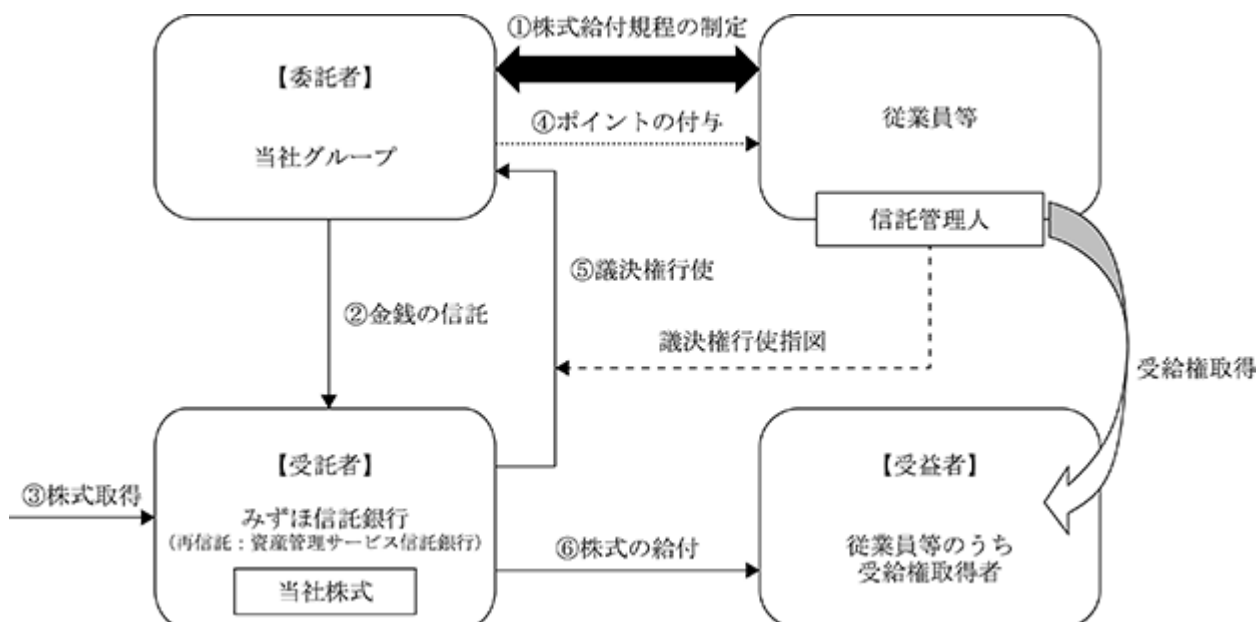 ①株式給付規程の制定
【委託者】
当社グループ
④ポイントの付与
従業員等
信託管理人
⑤議決権行使
②金銭の信託
議決権行使指図
受給権取得
③株式取得
【受託者】
みずほ信託銀行
(再信託：資産管理サービス信託銀行)
当社株式
⑥株式の給付
【受益者】
従業員等のうち
受給権取得者